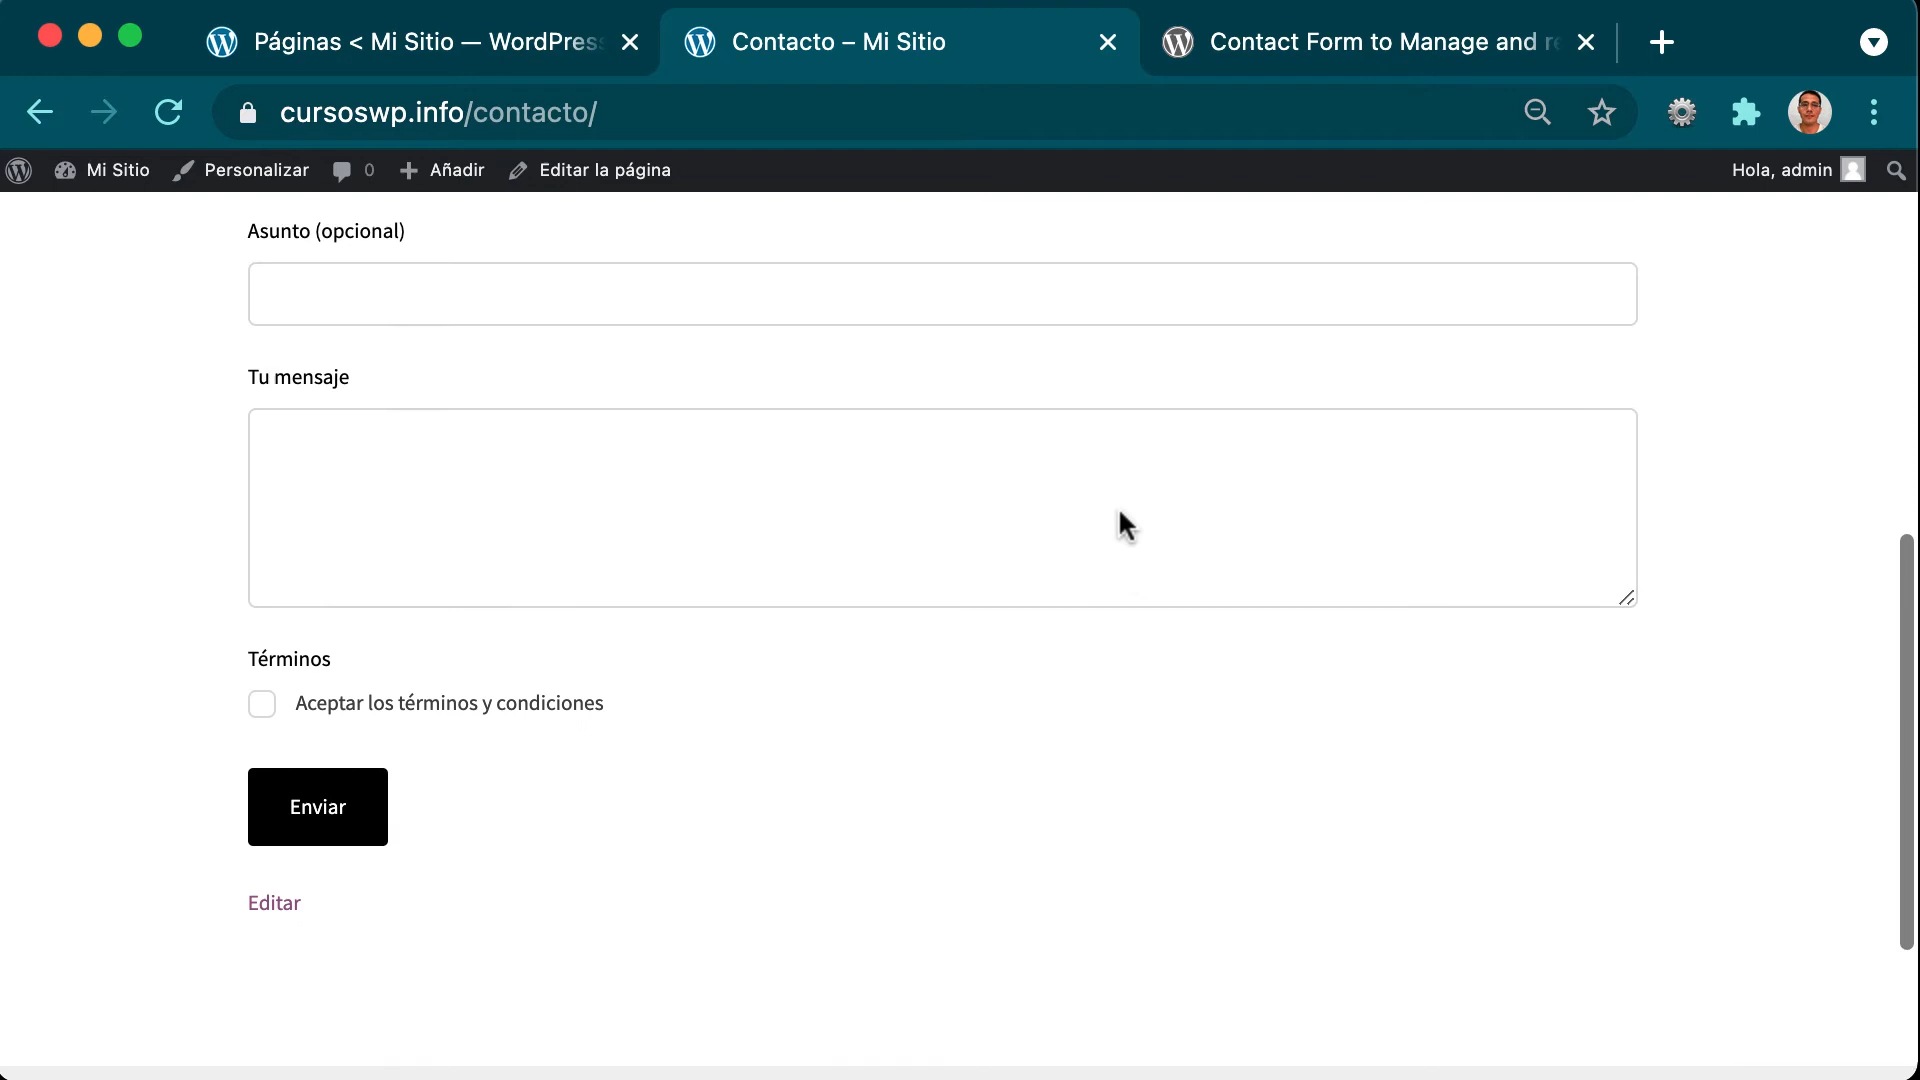 Páginas < Mi Sitio — WordPress
Contacto – Mi Sitio
Contact Form to Manage and re
cursoswp.info/contacto/
Mi Sitio
Personalizar
0
Añadir
Editar la página
Hola, admin
Asunto (opcional)
Tu mensaje
Términos
Aceptar los términos y condiciones
Enviar
Editar